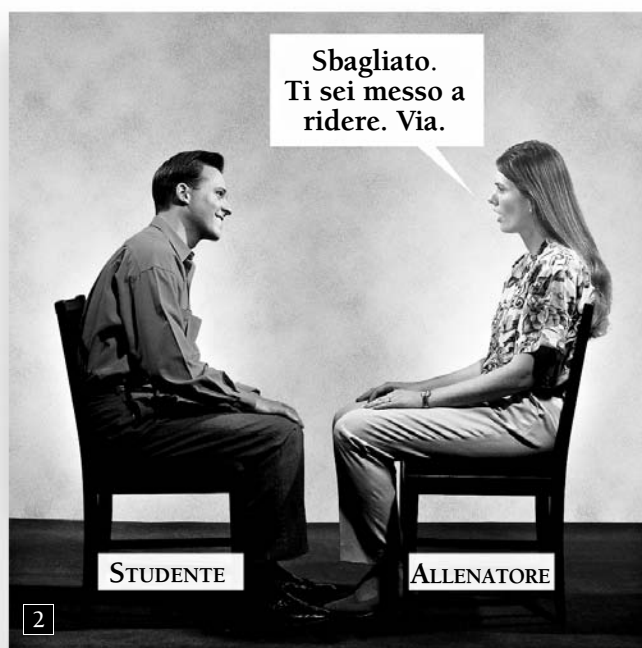 Sbagliato.
Ti sei messo a
ridere. Via.
STUDENTE
ALLENATORE
2